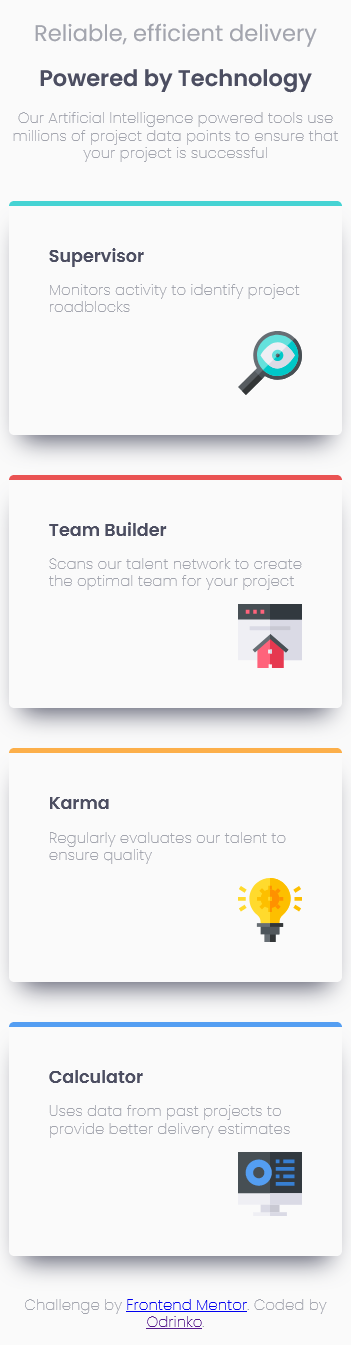 Reliable, efficient delivery
Powered by Technology
Our Artificial Intelligence powered tools use
millions of project data points to ensure that
your project is successful
Supervisor
Monitors activity to identify project
roadblocks
Team Builder
Scans our talent network to create
the optimal team for your project
Karma
Regularly evaluates our talent to
ensure quality
Calculator
Uses data from past projects to
provide better delivery estimates
Challenge by Frontend Mentor. Coded by
Odrinko.